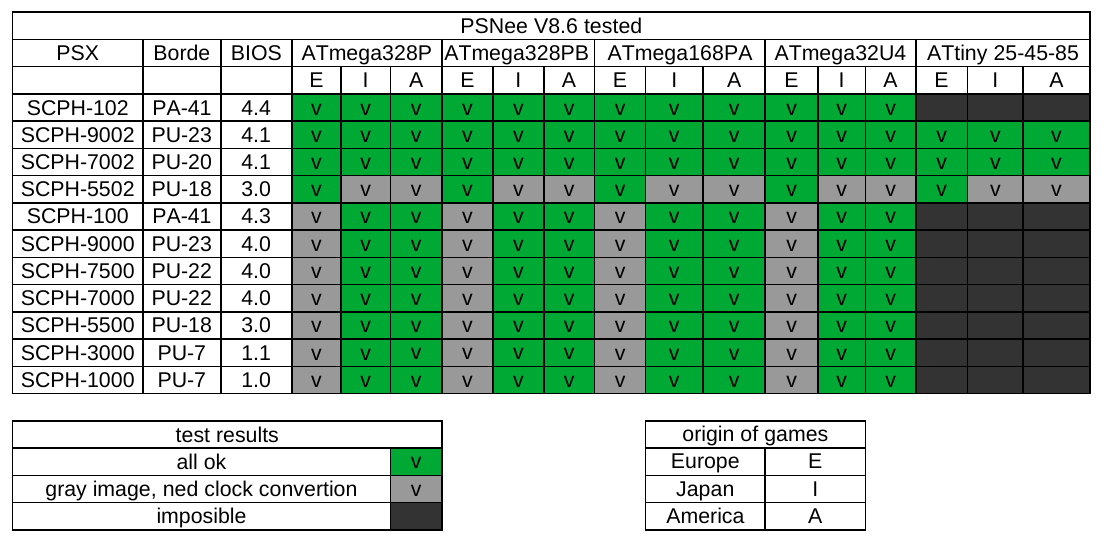 PSNee V8.6 tested
PSX Borde BIOS ATmega328P ATmega328PB ATmega168PA ATmega32U4 ATtiny 25-45-85
E I A E I A E I A E I A E I A
SCPH-102 PA-41 4.4 v v v v v v v v v v v v
SCPH-9002 PU-23 4.1 v v v v v v v v v v v v v v v
SCPH-7002 PU-20 4.1 v v v v v v v v v v v v v v v
SCPH-5502 PU-18 3.0 v v v v v v v v v v v v v v v
SCPH-100 PA-41 4.3 v v v v v v v v v v v v
SCPH-9000 PU-23 4.0 v v v v v v v v v v v v
SCPH-7500 PU-22 4.0 v v v v v v v v v v v v
SCPH-7000 PU-22 4.0 v v v v v v v v v v v v
SCPH-5500 PU-18 3.0 v v v v v v v v v v v v
SCPH-3000 PU-7 1.1 v v v v v v v v v v v v
SCPH-1000 PU-7 1.0 v v v v v v v v v v v v
test results
all ok v
gray image, ned clock convertion v
imposible
origin of games
Europe E
Japan I
America A